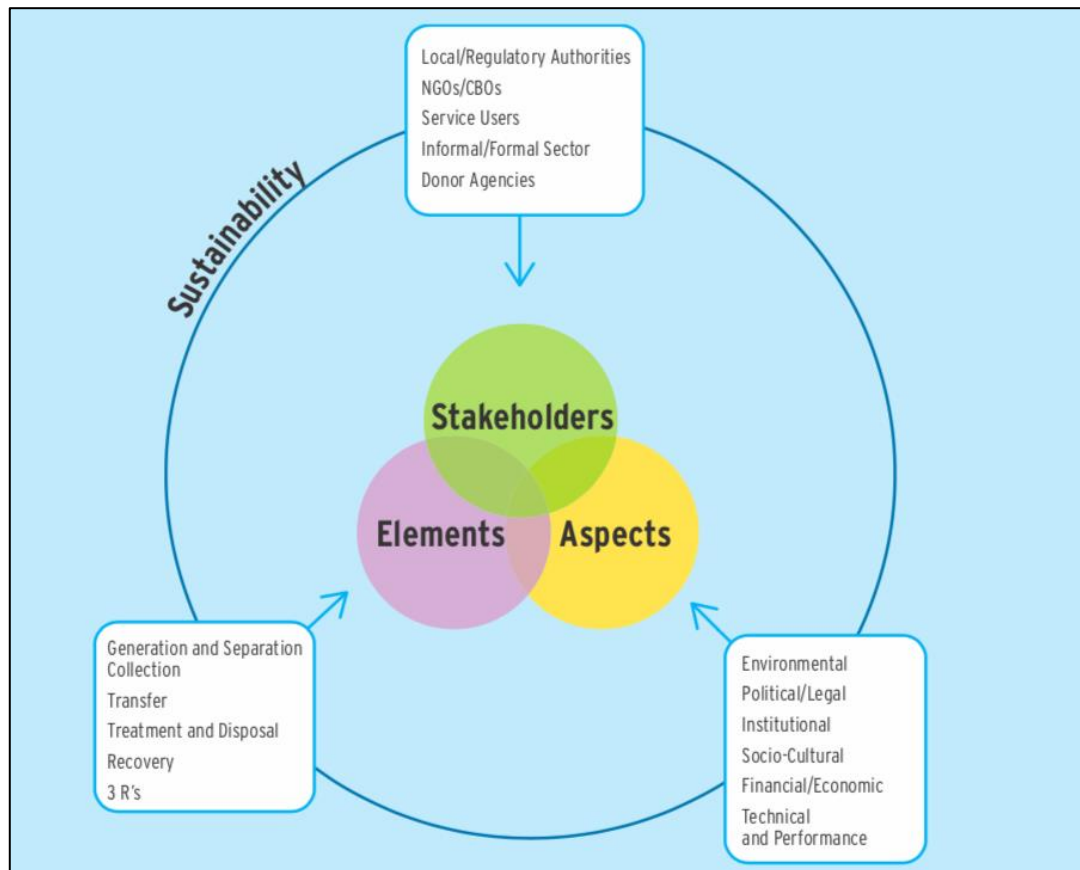 Local/Regulatory Authorities
NGOs/CBOs
Service Users
Informal/Formal Sector
Donor Agencies
Sustainability
Stakeholders
Elements
Aspects
Generation and Separation
Collection
Transfer
Treatment and Disposal
Recovery
3 R's
Environmental
Political/Legal
Institutional
Socio-Cultural
Financial/Economic
Technical
and Performance